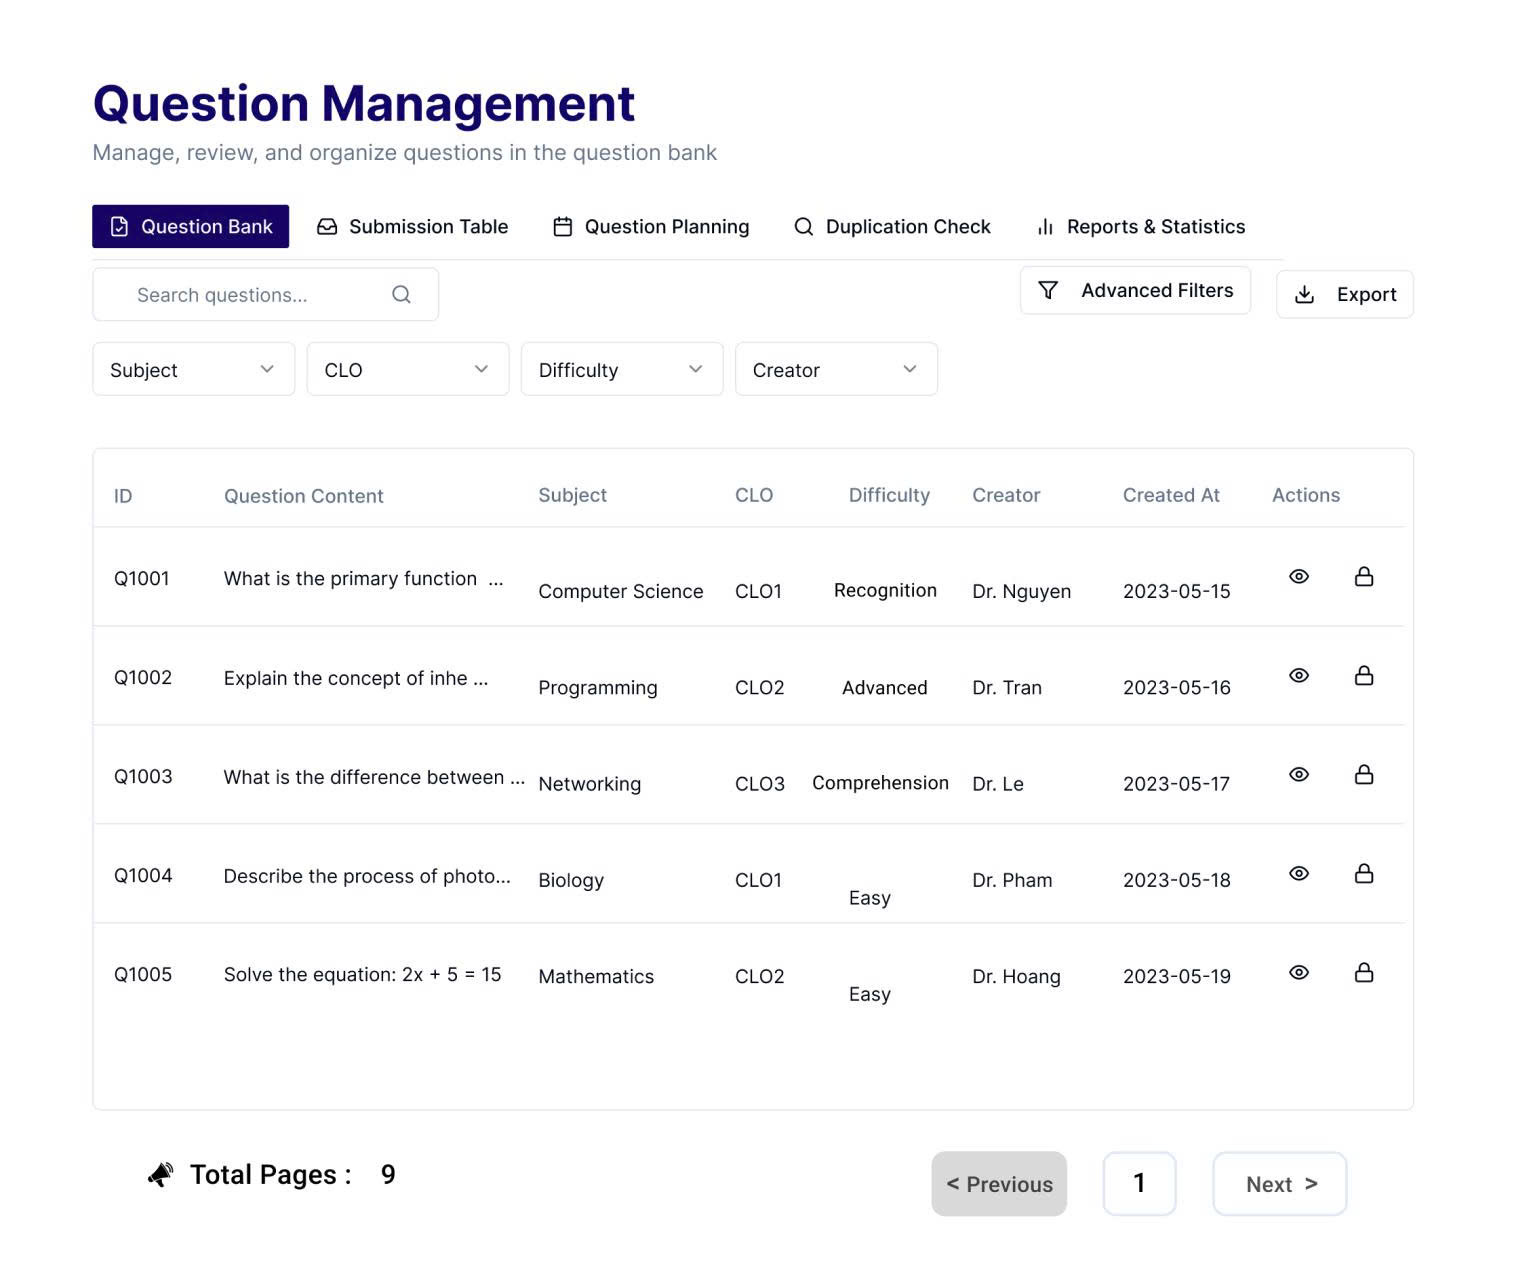 Question Management
Manage, review, and organize questions in the question bank
Question Bank Submission Table Question Planning Duplication Check Reports & Statistics
Search questions... Advanced Filters Export
Subject CLO Difficulty Creator
ID Question Content Subject CLO Difficulty Creator Created At Actions
Q1001 What is the primary function ... Computer Science CLO1 Recognition Dr. Nguyen 2023-05-15
Q1002 Explain the concept of inhe ... Programming CLO2 Advanced Dr. Tran 2023-05-16
Q1003 What is the difference between ... Networking CLO3 Comprehension Dr. Le 2023-05-17
Q1004 Describe the process of photo... Biology CLO1 Easy Dr. Pham 2023-05-18
Q1005 Solve the equation: 2x + 5 = 15 Mathematics CLO2 Easy Dr. Hoang 2023-05-19
Total Pages : 9 < Previous 1 Next >